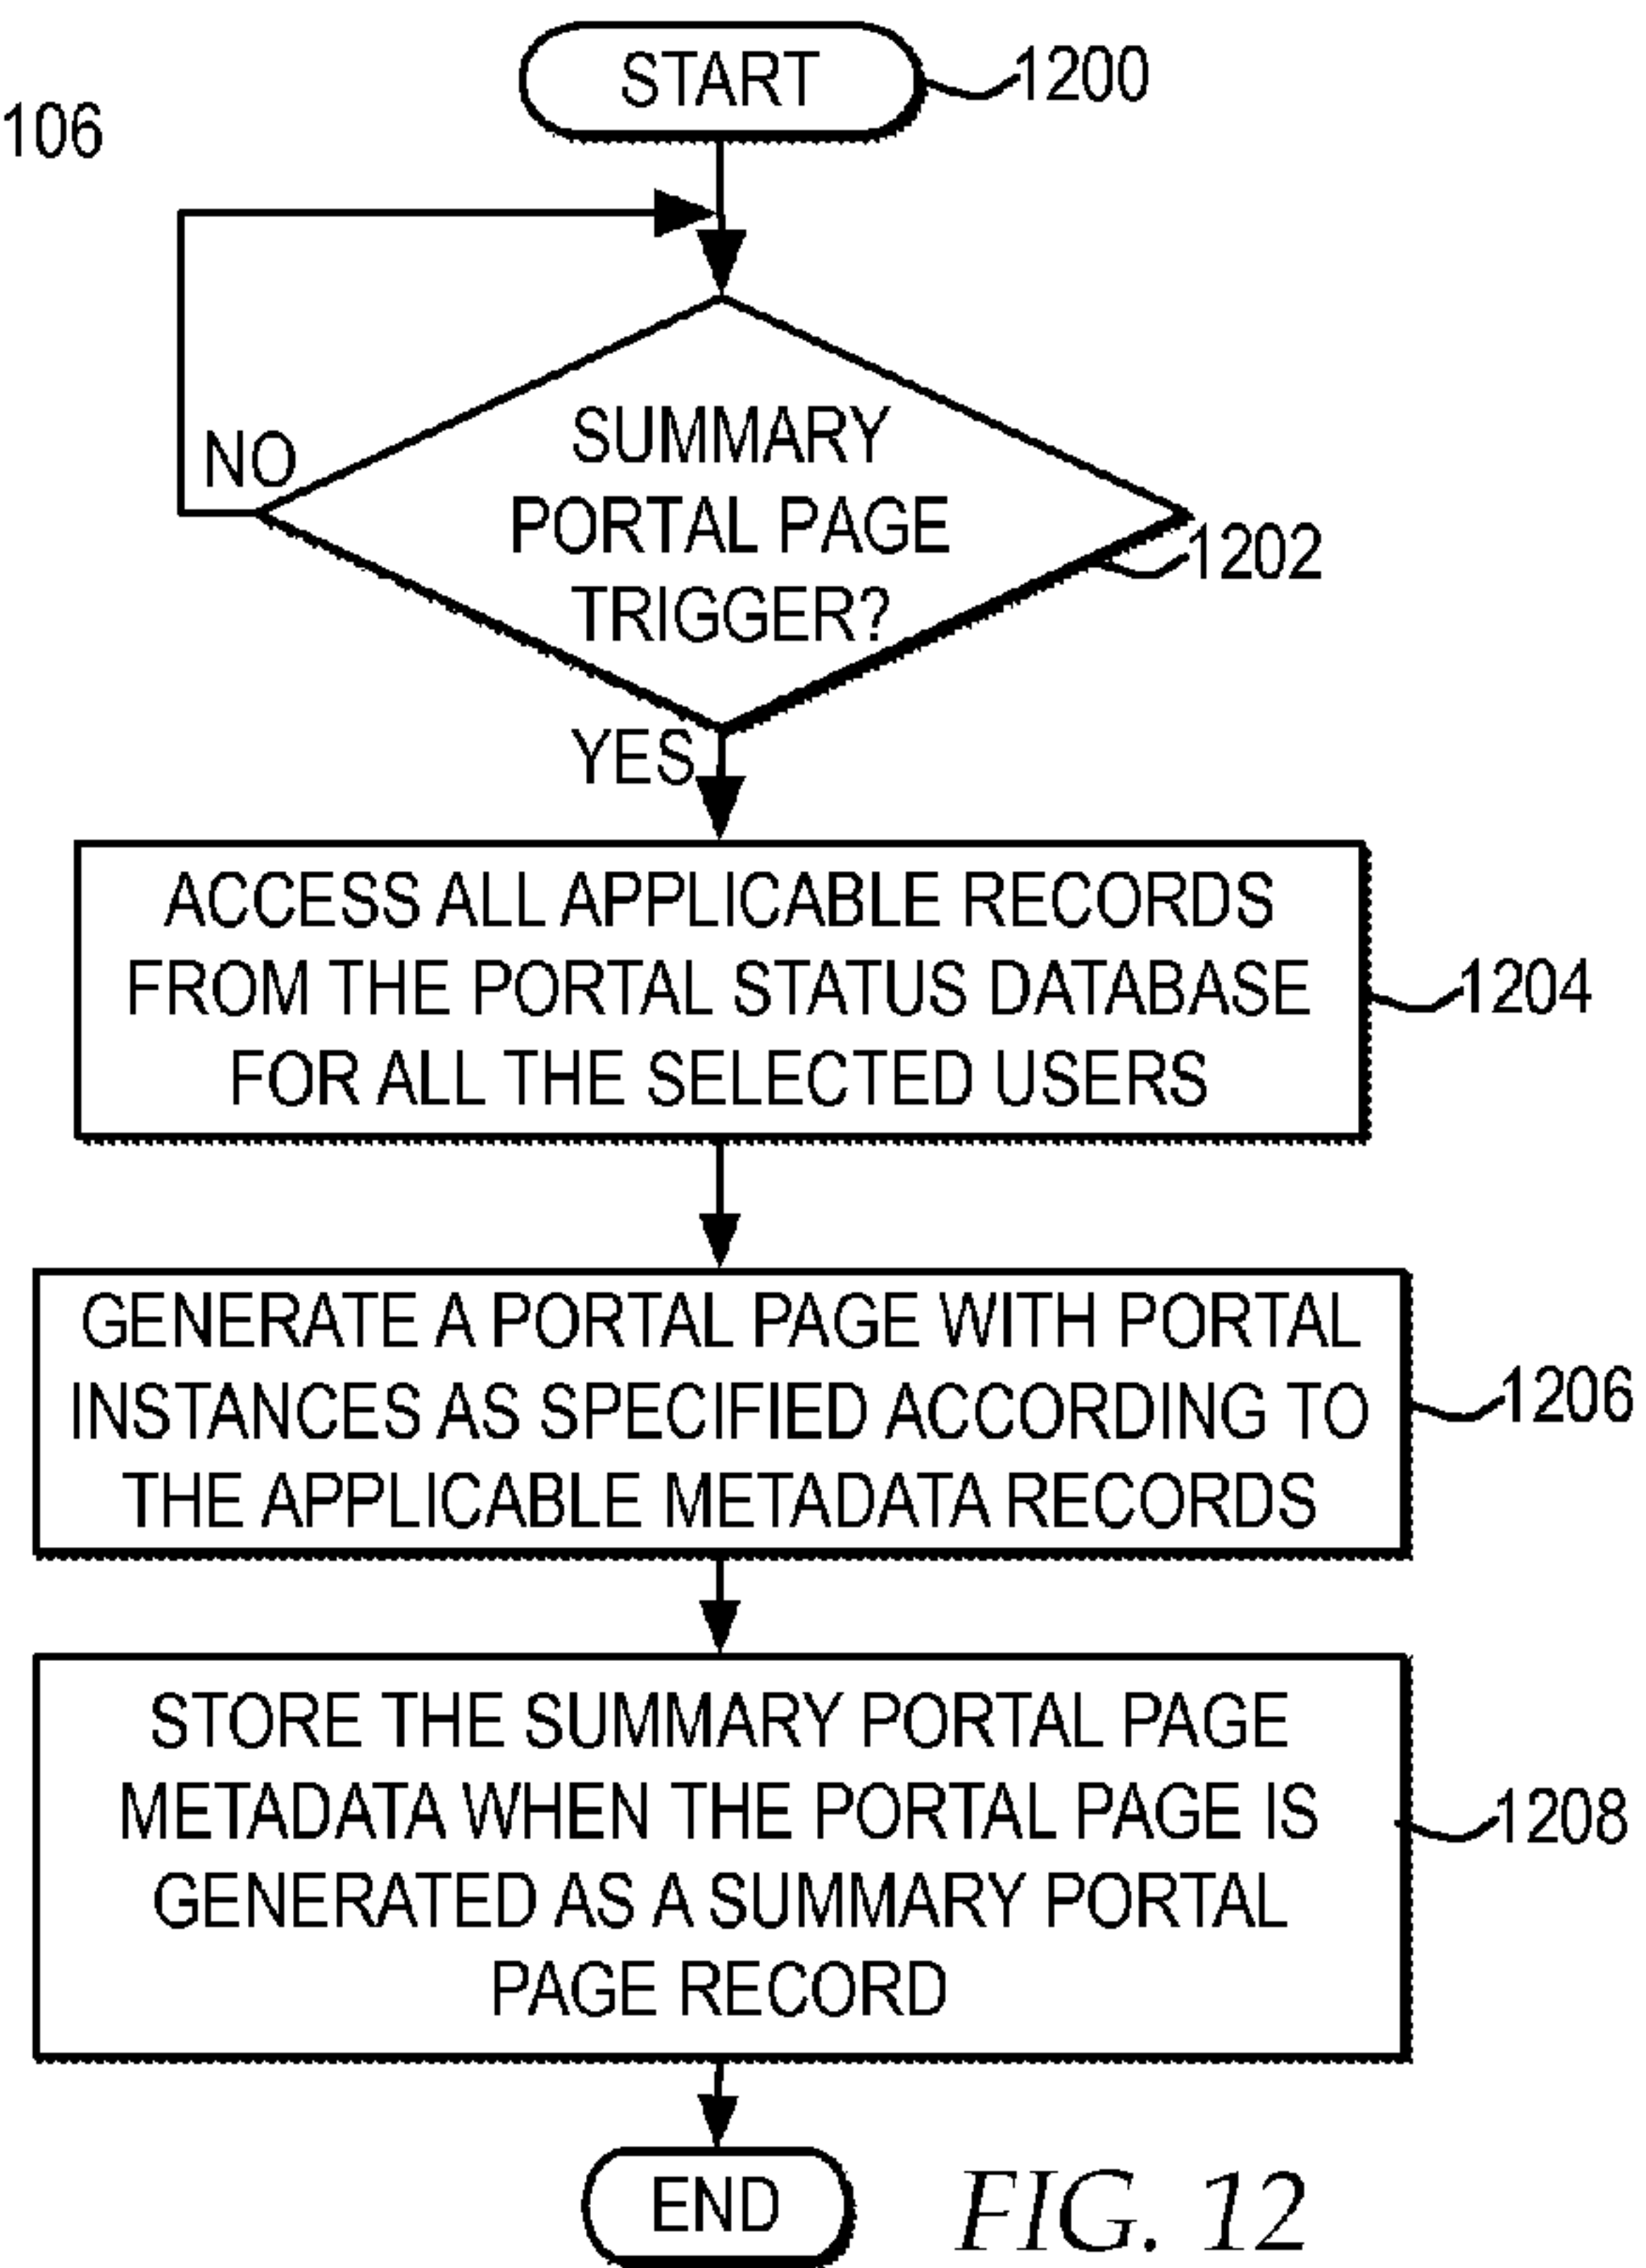 START
1200
106
NO
SUMMARY
PORTAL PAGE
TRIGGER?
1202
YES
ACCESS ALL APPLICABLE RECORDS
FROM THE PORTAL STATUS DATABASE
FOR ALL THE SELECTED USERS
1204
GENERATE A PORTAL PAGE WITH PORTAL
INSTANCES AS SPECIFIED ACCORDING TO
THE APPLICABLE METADATA RECORDS
1206
STORE THE SUMMARY PORTAL PAGE
METADATA WHEN THE PORTAL PAGE IS
GENERATED AS A SUMMARY PORTAL
PAGE RECORD
1208
END
FIG. 12